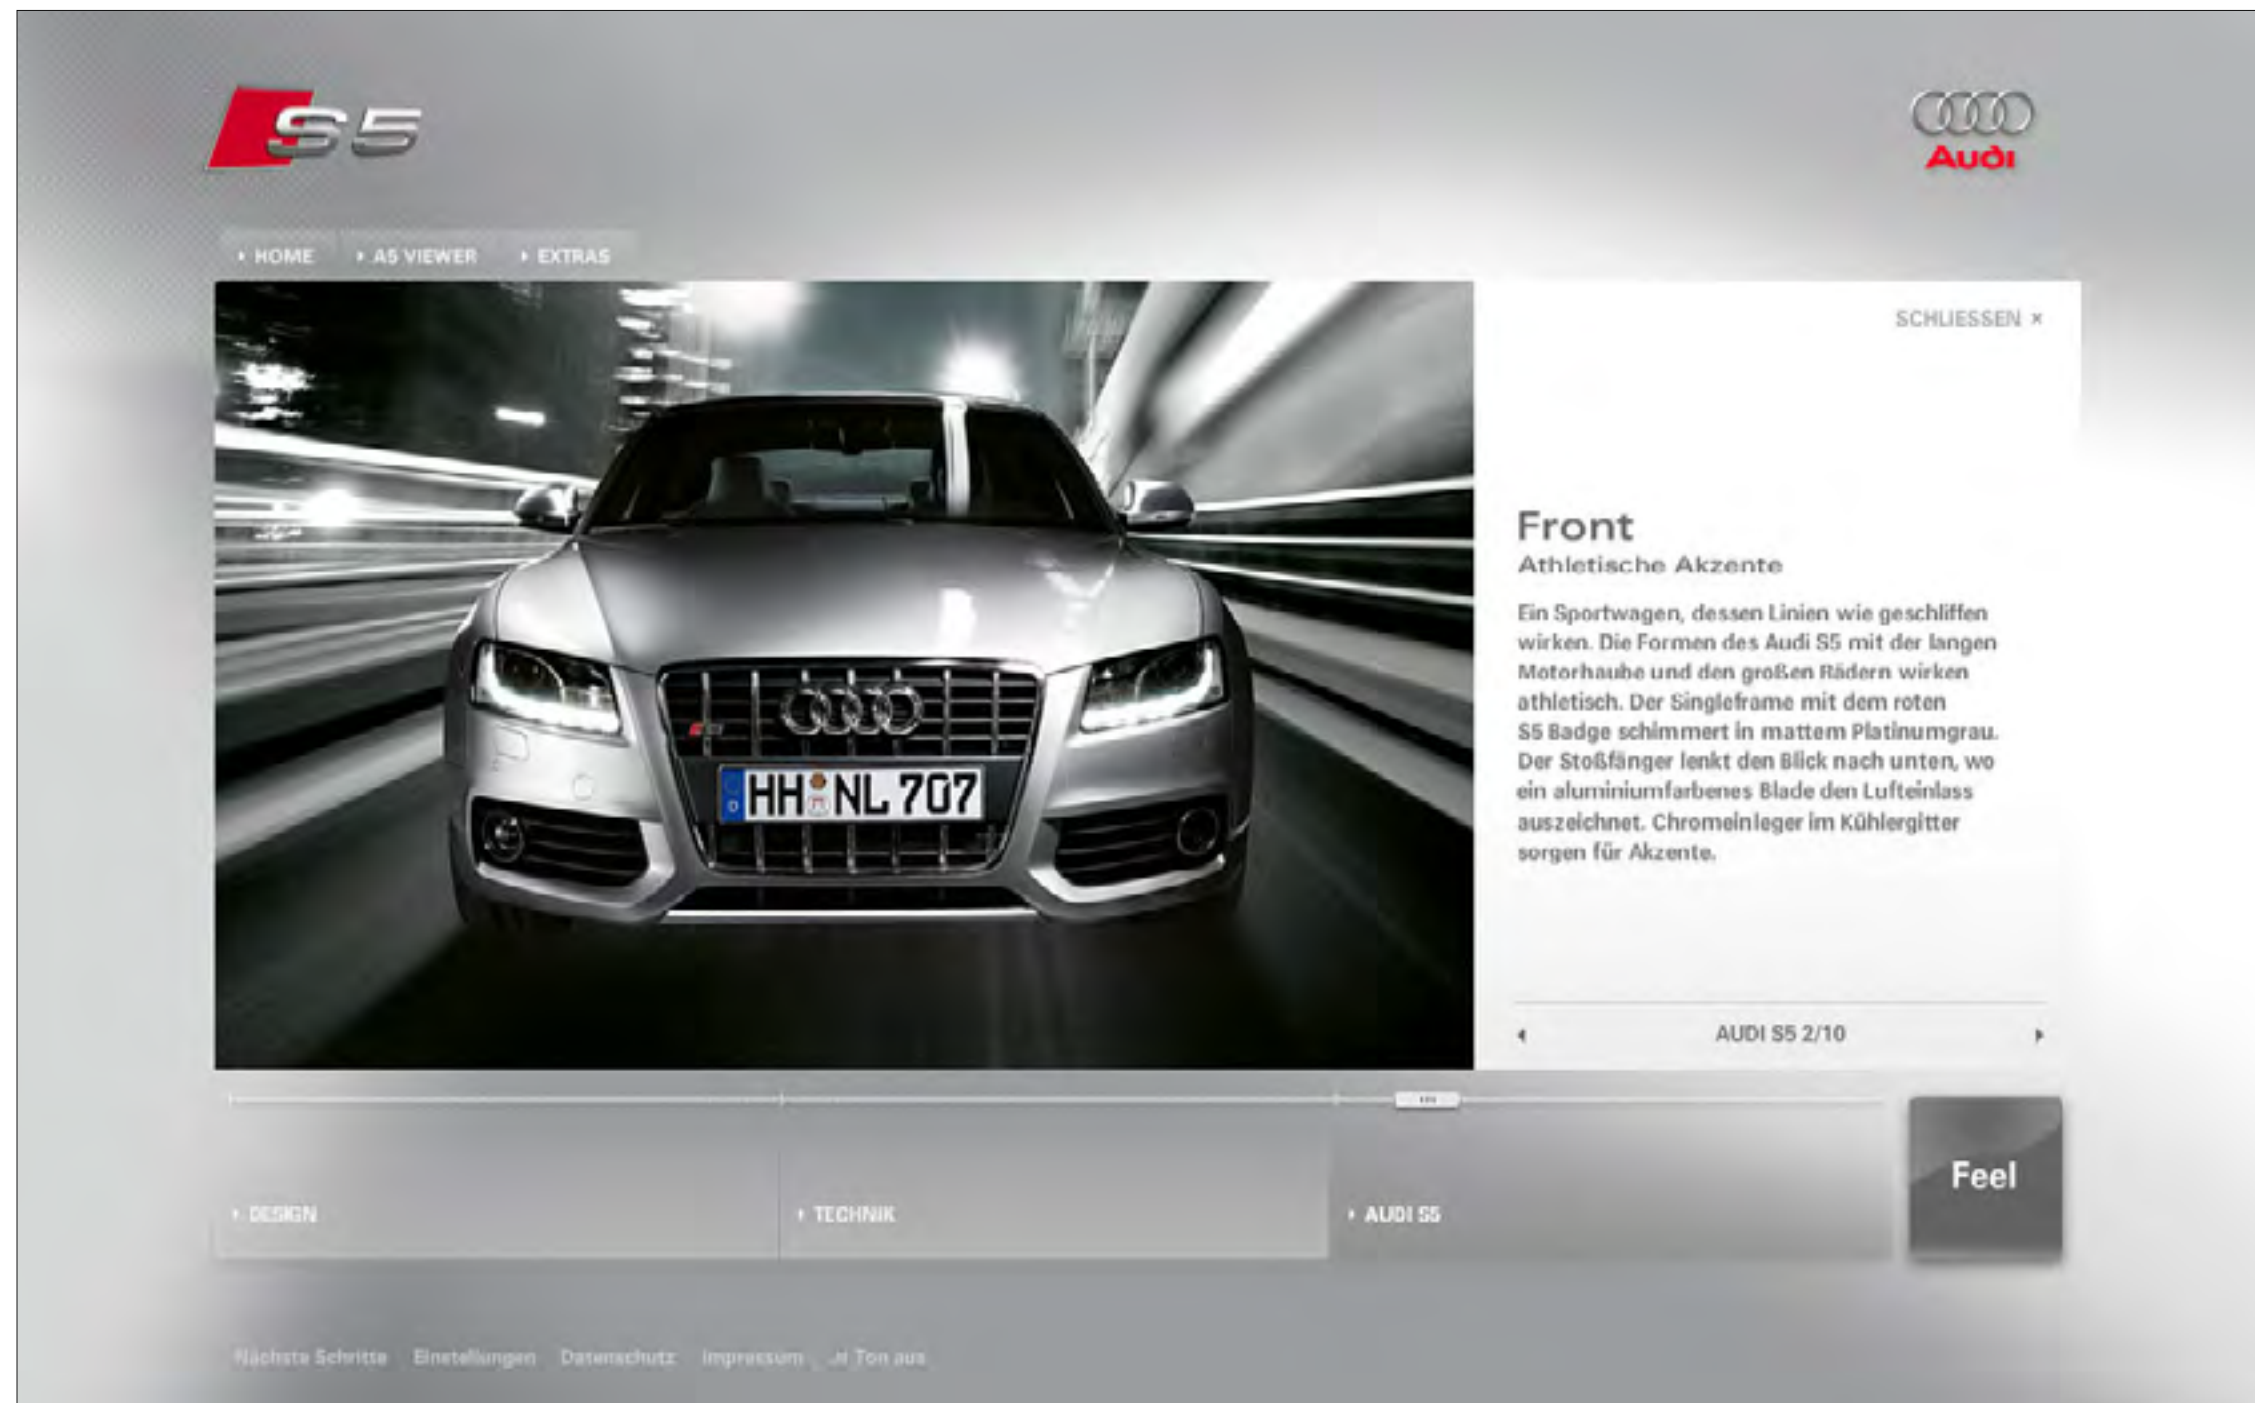 S5
Audi
HOME
A5 VIEWER
EXTRAS
SCHLIESSEN ×
Front
Athletische Akzente
Ein Sportwagen, dessen Linien wie geschliffen
wirken. Die Formen des Audi S5 mit der langen
Motorhaube und den großen Rädern wirken
athletisch. Der Singleframe mit dem roten
S5 Badge schimmert in mattem Platinumgrau.
Der Stoßfänger lenkt den Blick nach unten, wo
ein aluminiumfarbenes Blade den Lufteinlass
auszeichnet. Chromeinleger im Kühlergitter
sorgen für Akzente.
D
HH NL 707
AUDI S5 2/10
DESIGN
TECHNIK
AUDI S5
Feel
Nächste Schritte Einstellungen Datenschutz Impressum Ton aus